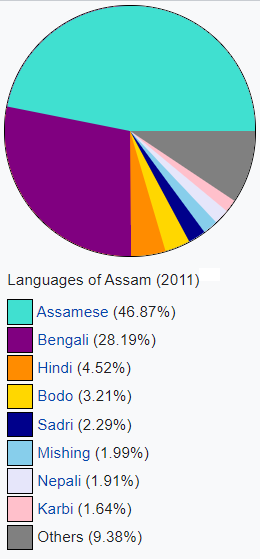 Languages of Assam (2011)
Assamese (46.87%)
Bengali (28.19%)
Hindi (4.52%)
Bodo (3.21%)
Sadri (2.29%)
Mishing (1.99%)
Nepali (1.91%)
Karbi (1.64%)
Others (9.38%)